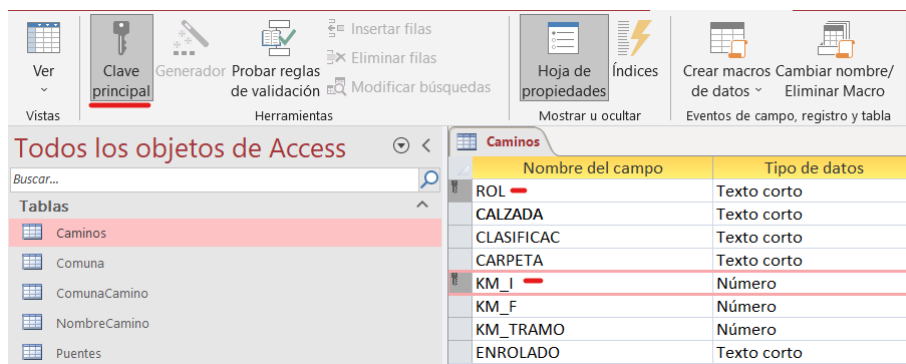 Ver
Vistas
Clave
principal
Generador
Probar reglas
de validación
Insertar filas
Eliminar filas
Modificar búsquedas
Herramientas
Hoja de
propiedades
Índices
Mostrar u ocultar
Crear macros
de datos
Cambiar nombre/
Eliminar Macro
Eventos de campo, registro y tabla
Todos los objetos de Access
Buscar...
Tablas
Caminos
Comuna
ComunaCamino
NombreCamino
Puentes
Caminos
Nombre del campo Tipo de datos
ROL Texto corto
CALZADA Texto corto
CLASIFICAC Texto corto
CARPETA Texto corto
KM_I Número
KM_F Número
KM_TRAMO Número
ENROLADO Texto corto